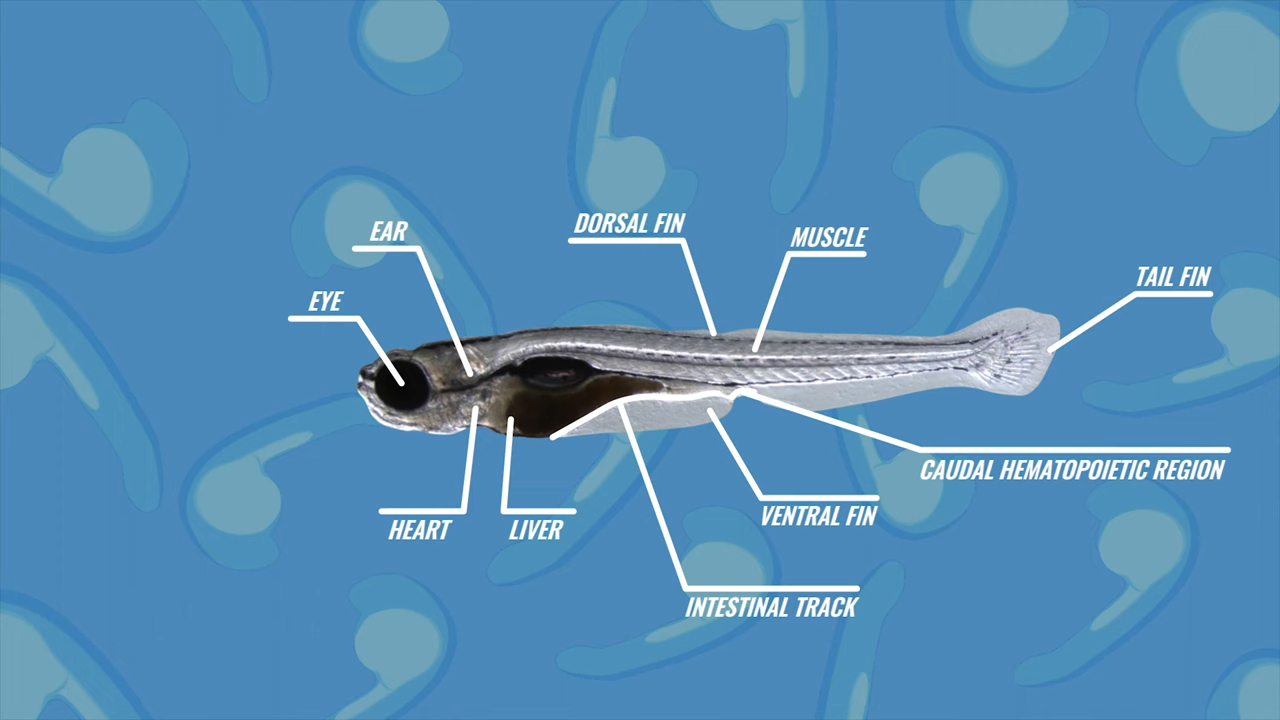 EAR
DORSAL FIN
MUSCLE
TAIL FIN
EYE
CAUDAL HEMATOPOIETIC REGION
HEART
LIVER
VENTRAL FIN
INTESTINAL TRACK